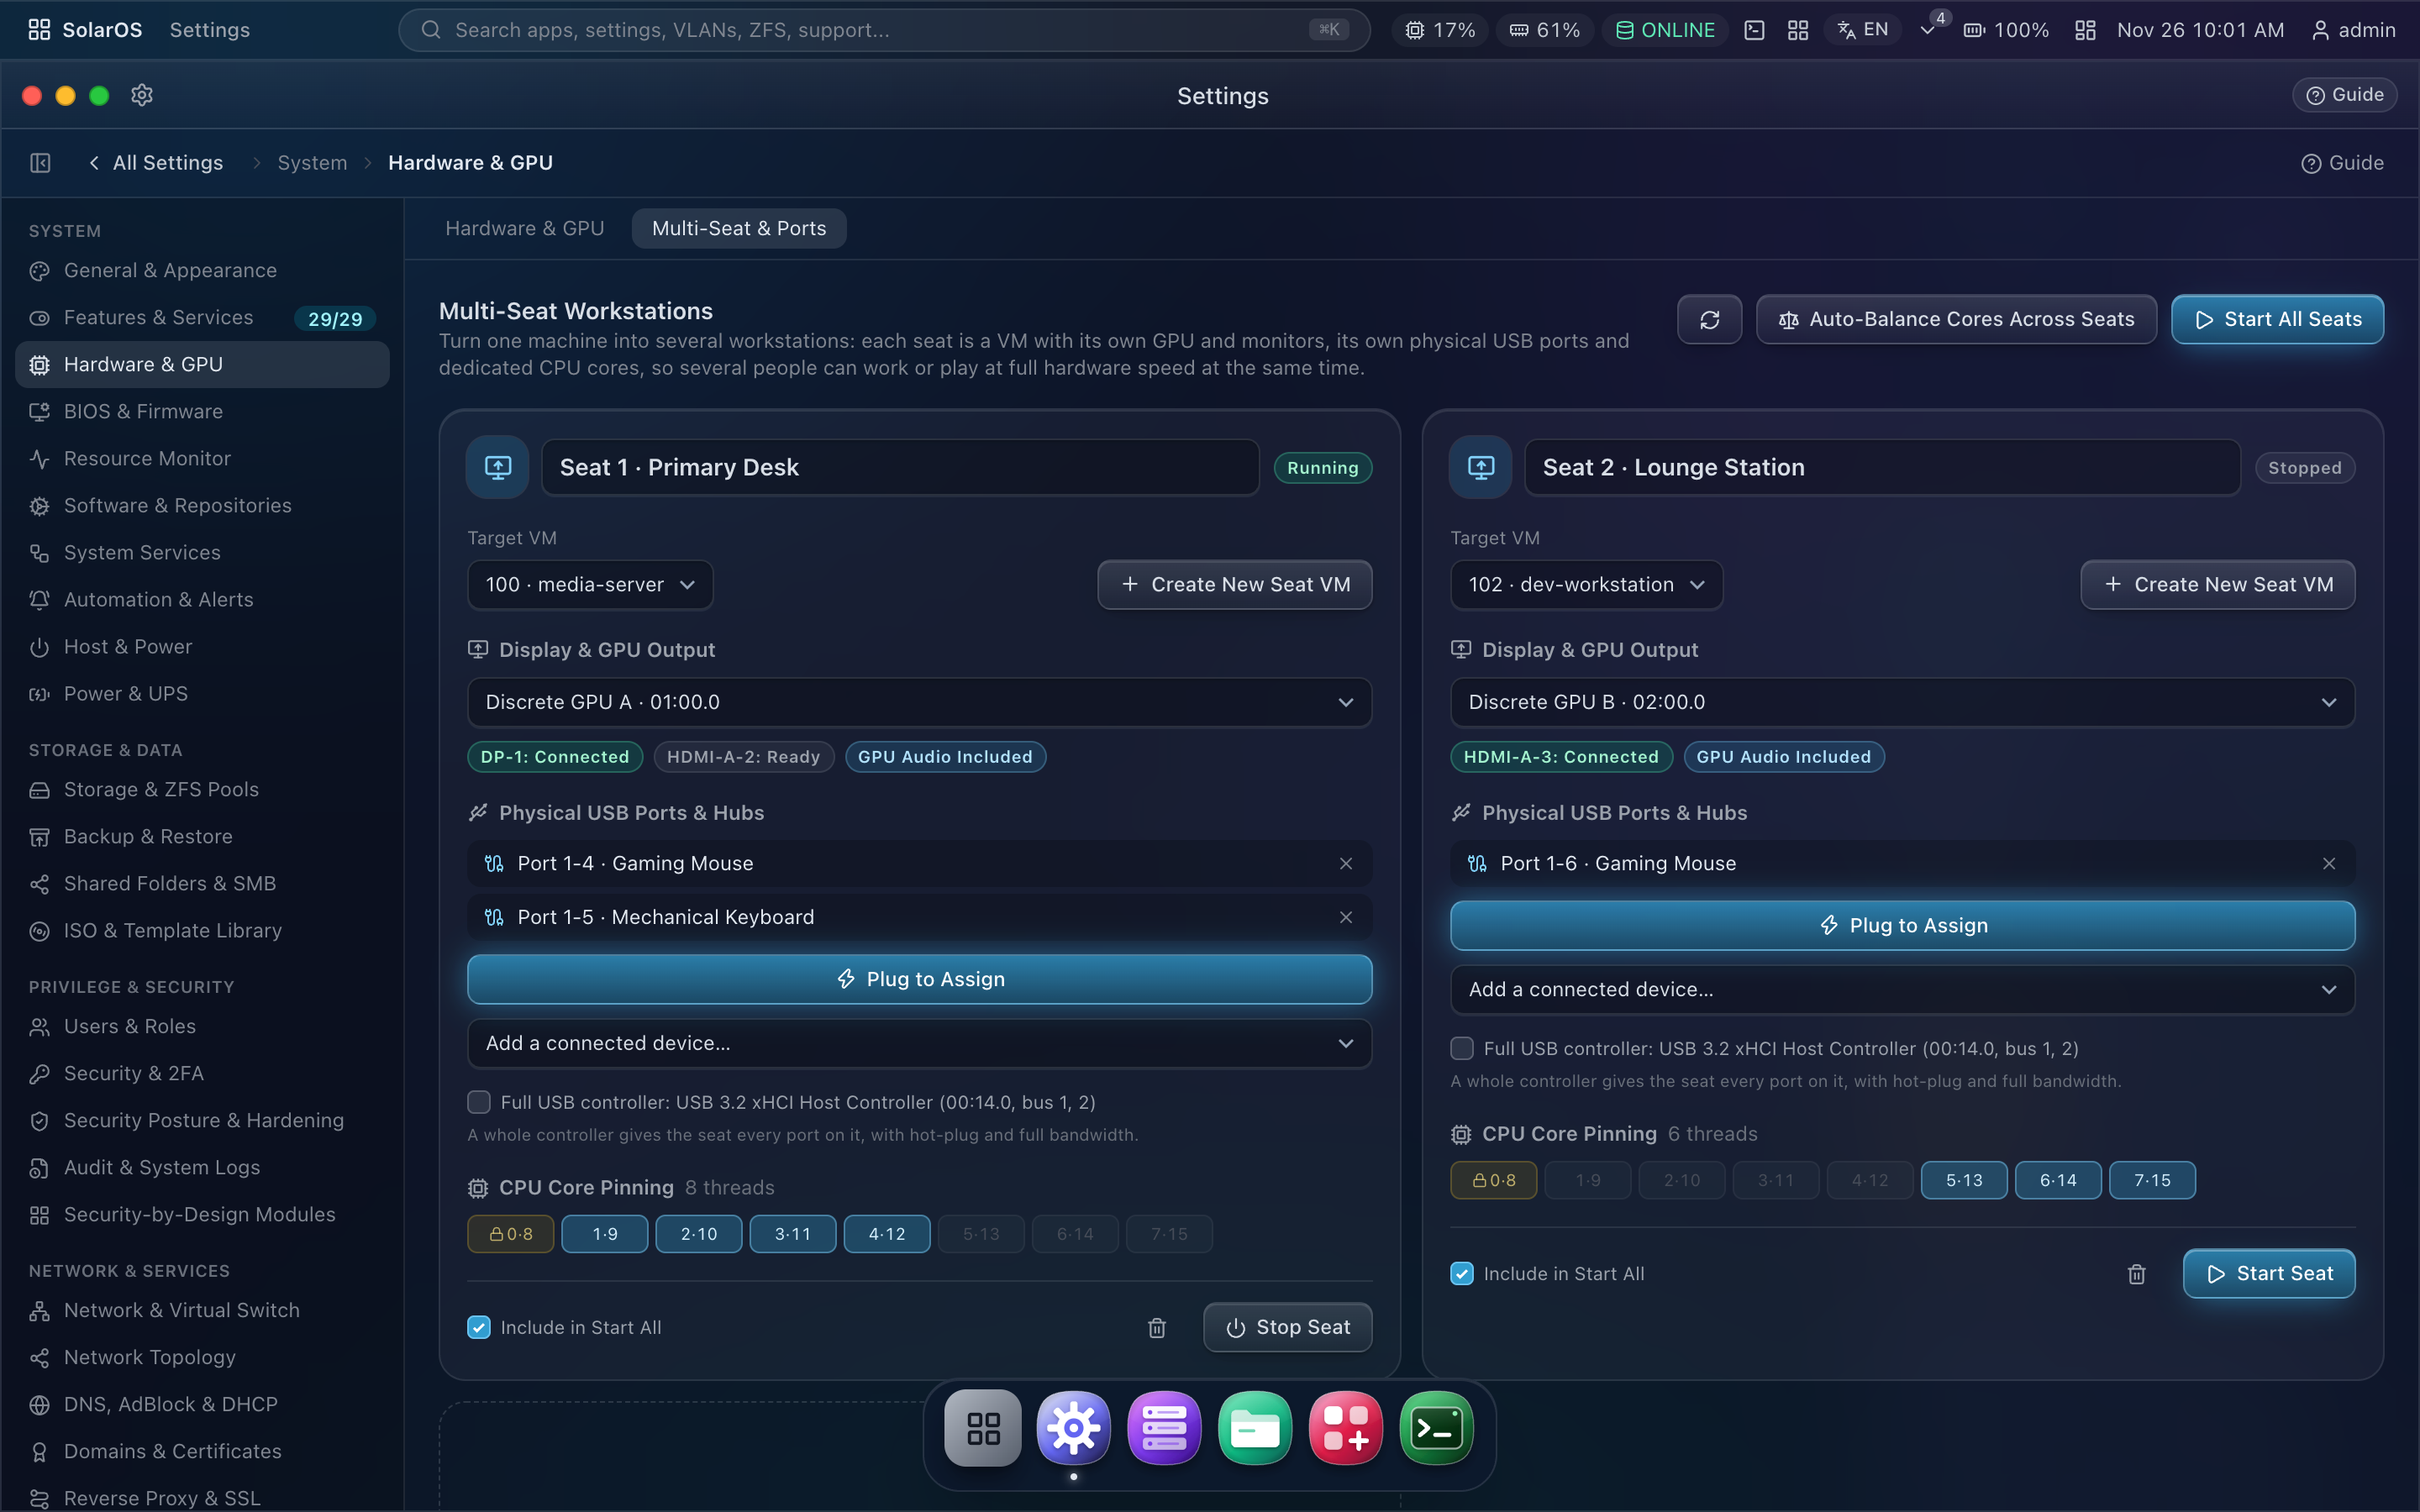 SolarOS Settings Search apps, settings, VLANs, ZFS, support... ⌘K 17% 61% ONLINE EN 4 100% Nov 26 10:01 AM admin
Settings Guide
All Settings System Hardware & GPU Guide
SYSTEM
General & Appearance
Features & Services 29/29
Hardware & GPU
BIOS & Firmware
Resource Monitor
Software & Repositories
System Services
Automation & Alerts
Host & Power
Power & UPS
STORAGE & DATA
Storage & ZFS Pools
Backup & Restore
Shared Folders & SMB
ISO & Template Library
PRIVILEGE & SECURITY
Users & Roles
Security & 2FA
Security Posture & Hardening
Audit & System Logs
Security-by-Design Modules
NETWORK & SERVICES
Network & Virtual Switch
Network Topology
DNS, AdBlock & DHCP
Domains & Certificates
Reverse Proxy & SSL
Hardware & GPU Multi-Seat & Ports
Multi-Seat Workstations
Turn one machine into several workstations: each seat is a VM with its own GPU and monitors, its own physical USB ports and
dedicated CPU cores, so several people can work or play at full hardware speed at the same time.
Auto-Balance Cores Across Seats Start All Seats
Seat 1 · Primary Desk Running
Target VM
100 · media-server Create New Seat VM
Display & GPU Output
Discrete GPU A · 01:00.0
DP-1: Connected HDMI-A-2: Ready GPU Audio Included
Physical USB Ports & Hubs
Port 1-4 · Gaming Mouse
Port 1-5 · Mechanical Keyboard
Plug to Assign
Add a connected device...
Full USB controller: USB 3.2 xHCI Host Controller (00:14.0, bus 1, 2)
A whole controller gives the seat every port on it, with hot-plug and full bandwidth.
CPU Core Pinning 8 threads
0·8 1·9 2·10 3·11 4·12 5·13 6·14 7·15
Include in Start All Stop Seat
Seat 2 · Lounge Station Stopped
Target VM
102 · dev-workstation Create New Seat VM
Display & GPU Output
Discrete GPU B · 02:00.0
HDMI-A-3: Connected GPU Audio Included
Physical USB Ports & Hubs
Port 1-6 · Gaming Mouse
Plug to Assign
Add a connected device...
Full USB controller: USB 3.2 xHCI Host Controller (00:14.0, bus 1, 2)
A whole controller gives the seat every port on it, with hot-plug and full bandwidth.
CPU Core Pinning 6 threads
0·8 1·9 2·10 3·11 4·12 5·13 6·14 7·15
Include in Start All Start Seat